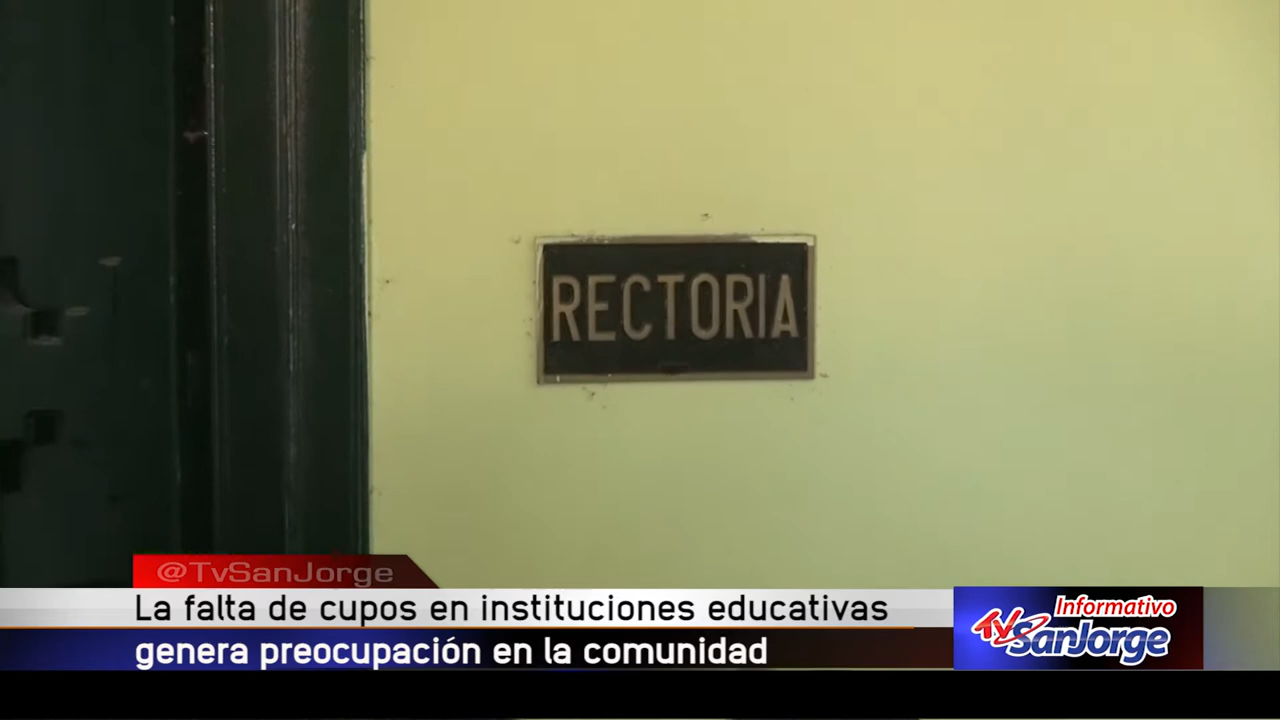 RECTORIA
@TvSanJorge
La falta de cupos en instituciones educativas
genera preocupación en la comunidad
Informativo
TV SanJorge